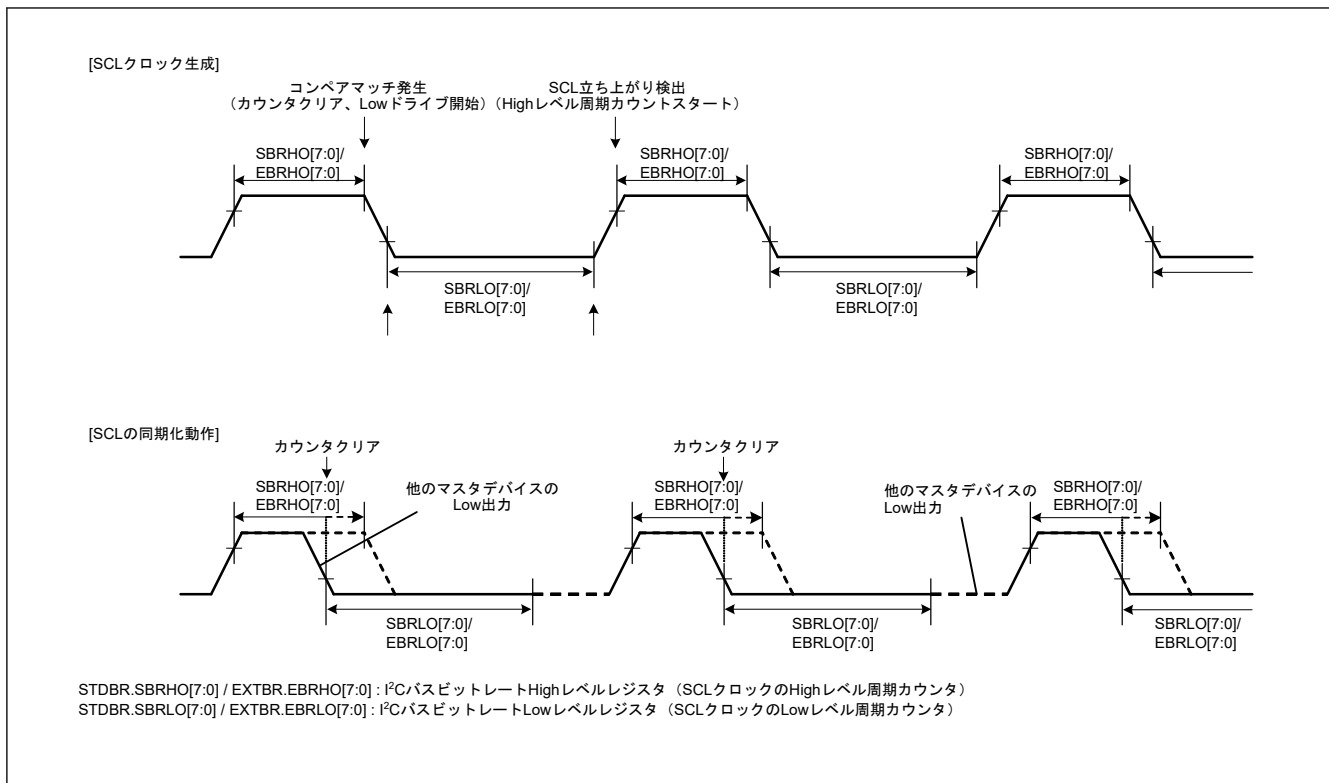 [SCLクロック生成]
コンペアマッチ発生
（カウンタクリア、Lowドライブ開始）
SCL立ち上がり検出
（Highレベル周期カウントスタート）
SBRHO[7:0]/
EBRHO[7:0]
SBRHO[7:0]/
EBRHO[7:0]
SBRHO[7:0]/
EBRHO[7:0]
SBRLO[7:0]/
EBRLO[7:0]
SBRLO[7:0]/
EBRLO[7:0]
[SCLの同期化動作]
カウンタクリア
カウンタクリア
SBRHO[7:0]/
EBRHO[7:0]
他のマスタデバイスの
Low出力
SBRHO[7:0]/
EBRHO[7:0]
他のマスタデバイスの
Low出力
SBRHO[7:0]/
EBRHO[7:0]
SBRLO[7:0]/
EBRLO[7:0]
SBRLO[7:0]/
EBRLO[7:0]
SBRLO[7:0]/
EBRLO[7:0]
STDBR.SBRHO[7:0] / EXTBR.EBRHO[7:0] : I²CバスビットレートHighレベルレジスタ（SCLクロックのHighレベル周期カウンタ）
STDBR.SBRLO[7:0] / EXTBR.EBRLO[7:0] : I²CバスビットレートLowレベルレジスタ（SCLクロックのLowレベル周期カウンタ）